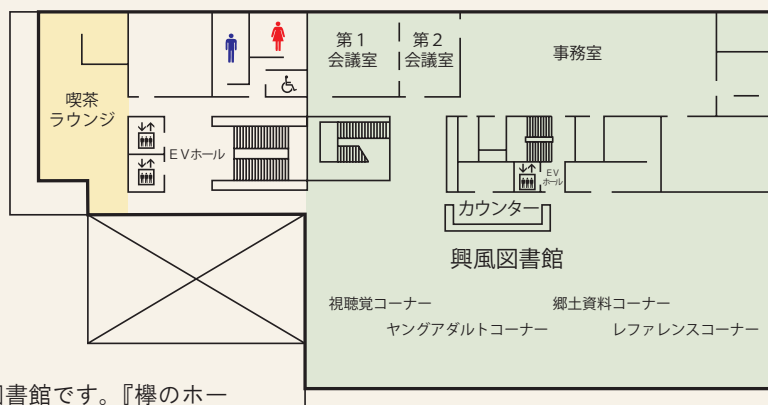 第1
会議室
第2
会議室
事務室
喫茶
ラウンジ
EVホール
EV
ホール
カウンター
興風図書館
視聴覚コーナー
郷土資料コーナー
ヤングアダルトコーナー
レファレンスコーナー
書館です。『欅のホー